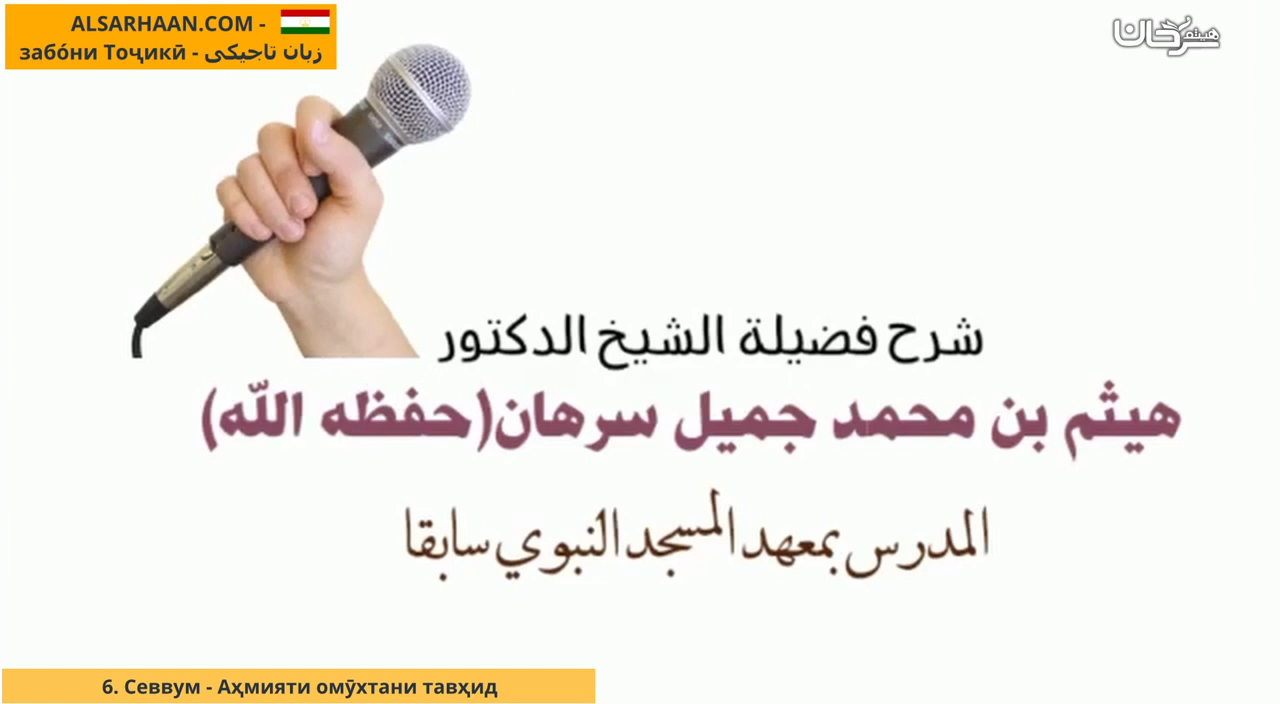 ALSARHAAN.COM -
забо́ни Тоҷикӣ - زبان تاجیکی
هيثم سرحان
شرح فضيلة الشيخ الدكتور
هيثم بن محمد جميل سرهان(حفظه الله)
المدرس بمعهد المسجد النبوي سابقا
6. Севвум - Аҳмияти омӯхтани тавҳид